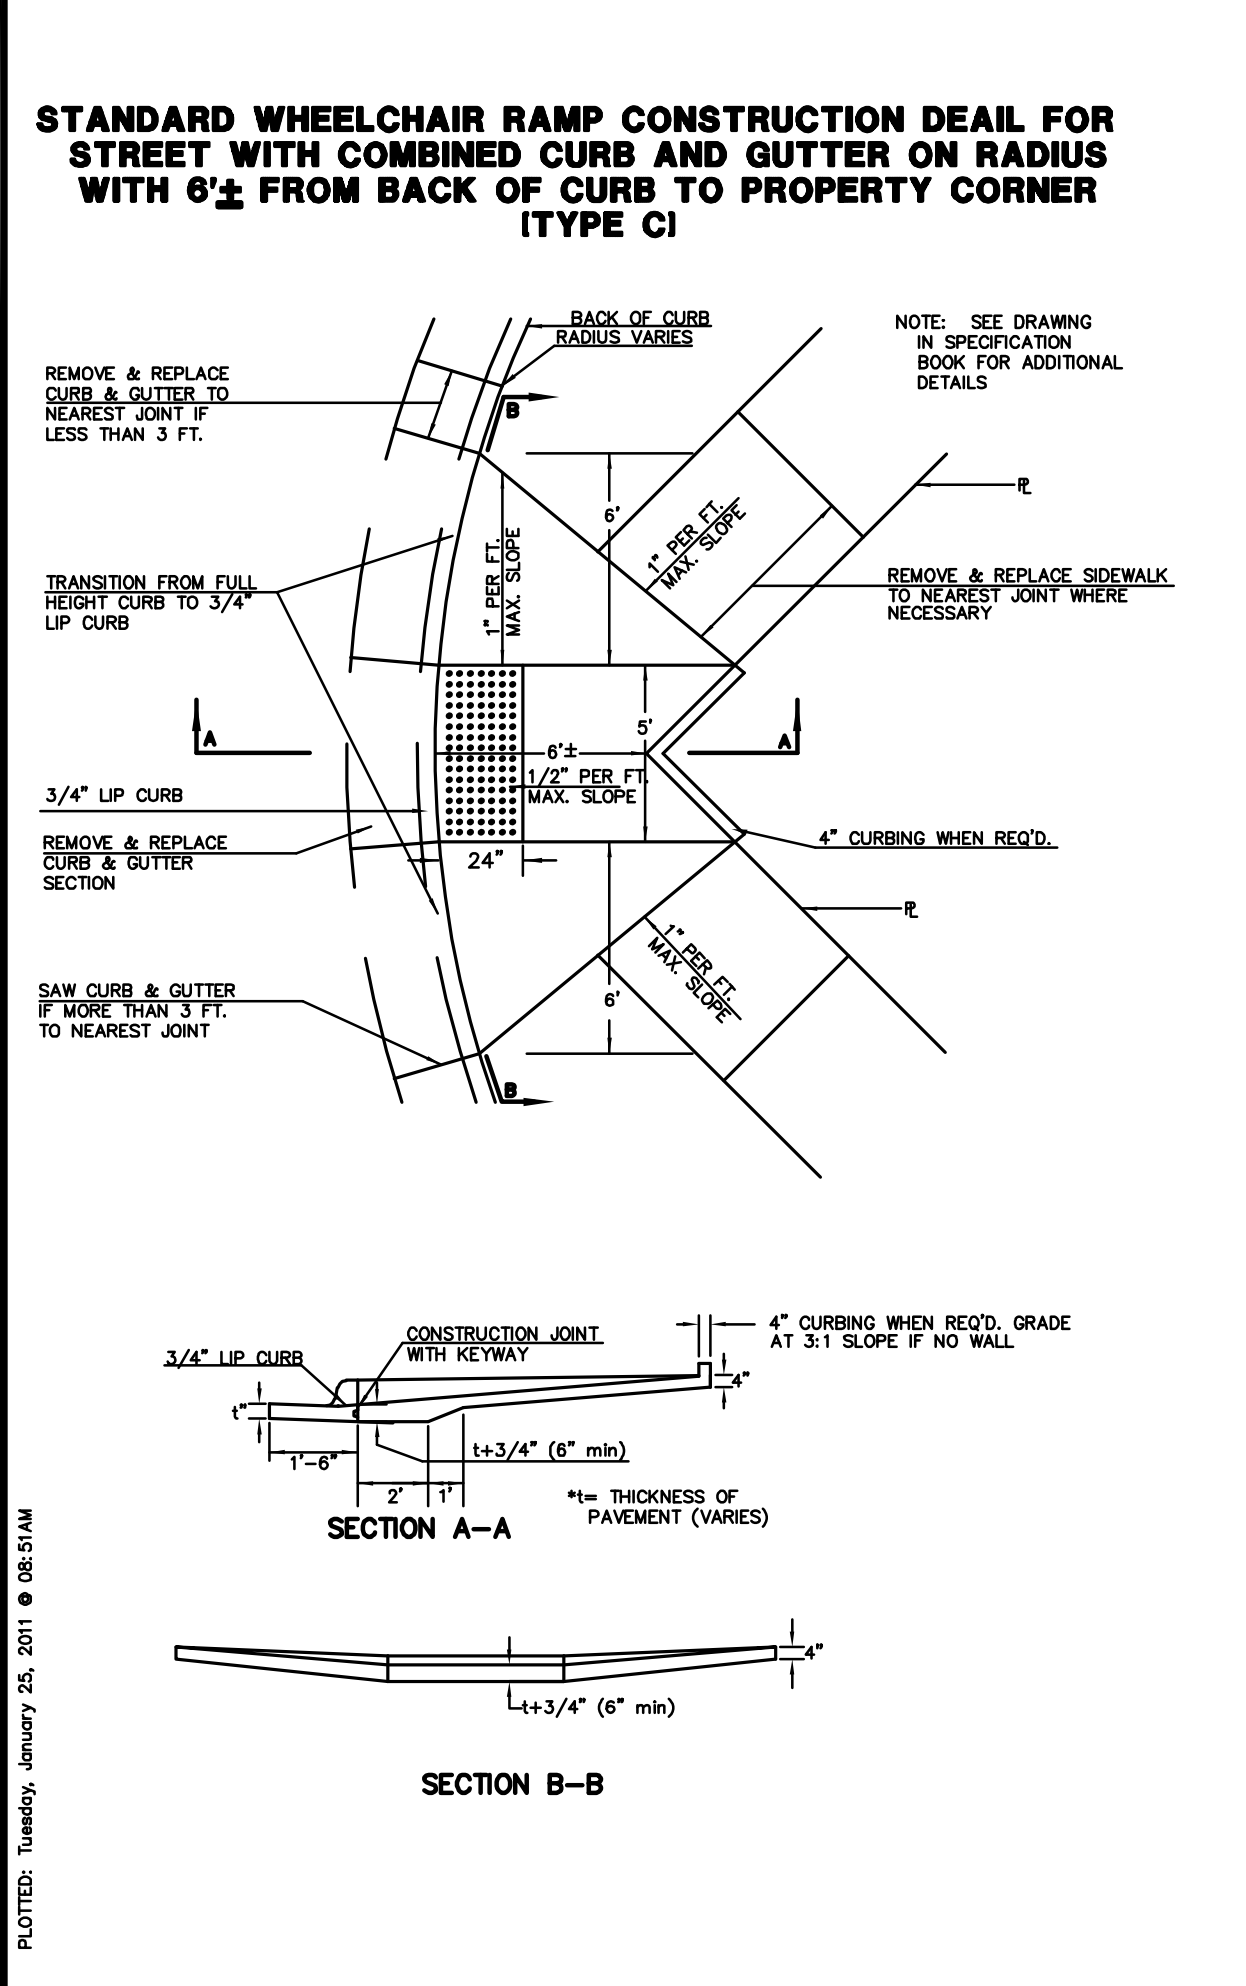 STANDARD WHEELCHAIR RAMP CONSTRUCTION DEAIL FOR
STREET WITH COMBINED CURB AND GUTTER ON RADIUS
WITH 6'± FROM BACK OF CURB TO PROPERTY CORNER
(TYPE C)
BACK OF CURB
RADIUS VARIES
NOTE: SEE DRAWING
IN SPECIFICATION
BOOK FOR ADDITIONAL
DETAILS
REMOVE & REPLACE
CURB & GUTTER TO
NEAREST JOINT IF
LESS THAN 3 FT.
B
6'
1" PER FT.
MAX. SLOPE
PL
1" PER FT.
MAX. SLOPE
TRANSITION FROM FULL
HEIGHT CURB TO 3/4"
LIP CURB
REMOVE & REPLACE SIDEWALK
TO NEAREST JOINT WHERE
NECESSARY
A
5'
A
6'±
1/2" PER FT.
MAX. SLOPE
3/4" LIP CURB
REMOVE & REPLACE
CURB & GUTTER
SECTION
24"
4" CURBING WHEN REQ'D.
PL
1" PER FT.
MAX. SLOPE
SAW CURB & GUTTER
IF MORE THAN 3 FT.
TO NEAREST JOINT
6'
B
4" CURBING WHEN REQ'D. GRADE
AT 3:1 SLOPE IF NO WALL
CONSTRUCTION JOINT
WITH KEYWAY
3/4" LIP CURB
4"
t"
t+3/4" (6" min)
1'-6"
2'
1'
*t= THICKNESS OF
PAVEMENT (VARIES)
SECTION A-A
4"
t+3/4" (6" min)
SECTION B-B
PLOTTED: Tuesday, January 25, 2011 @ 08:51AM